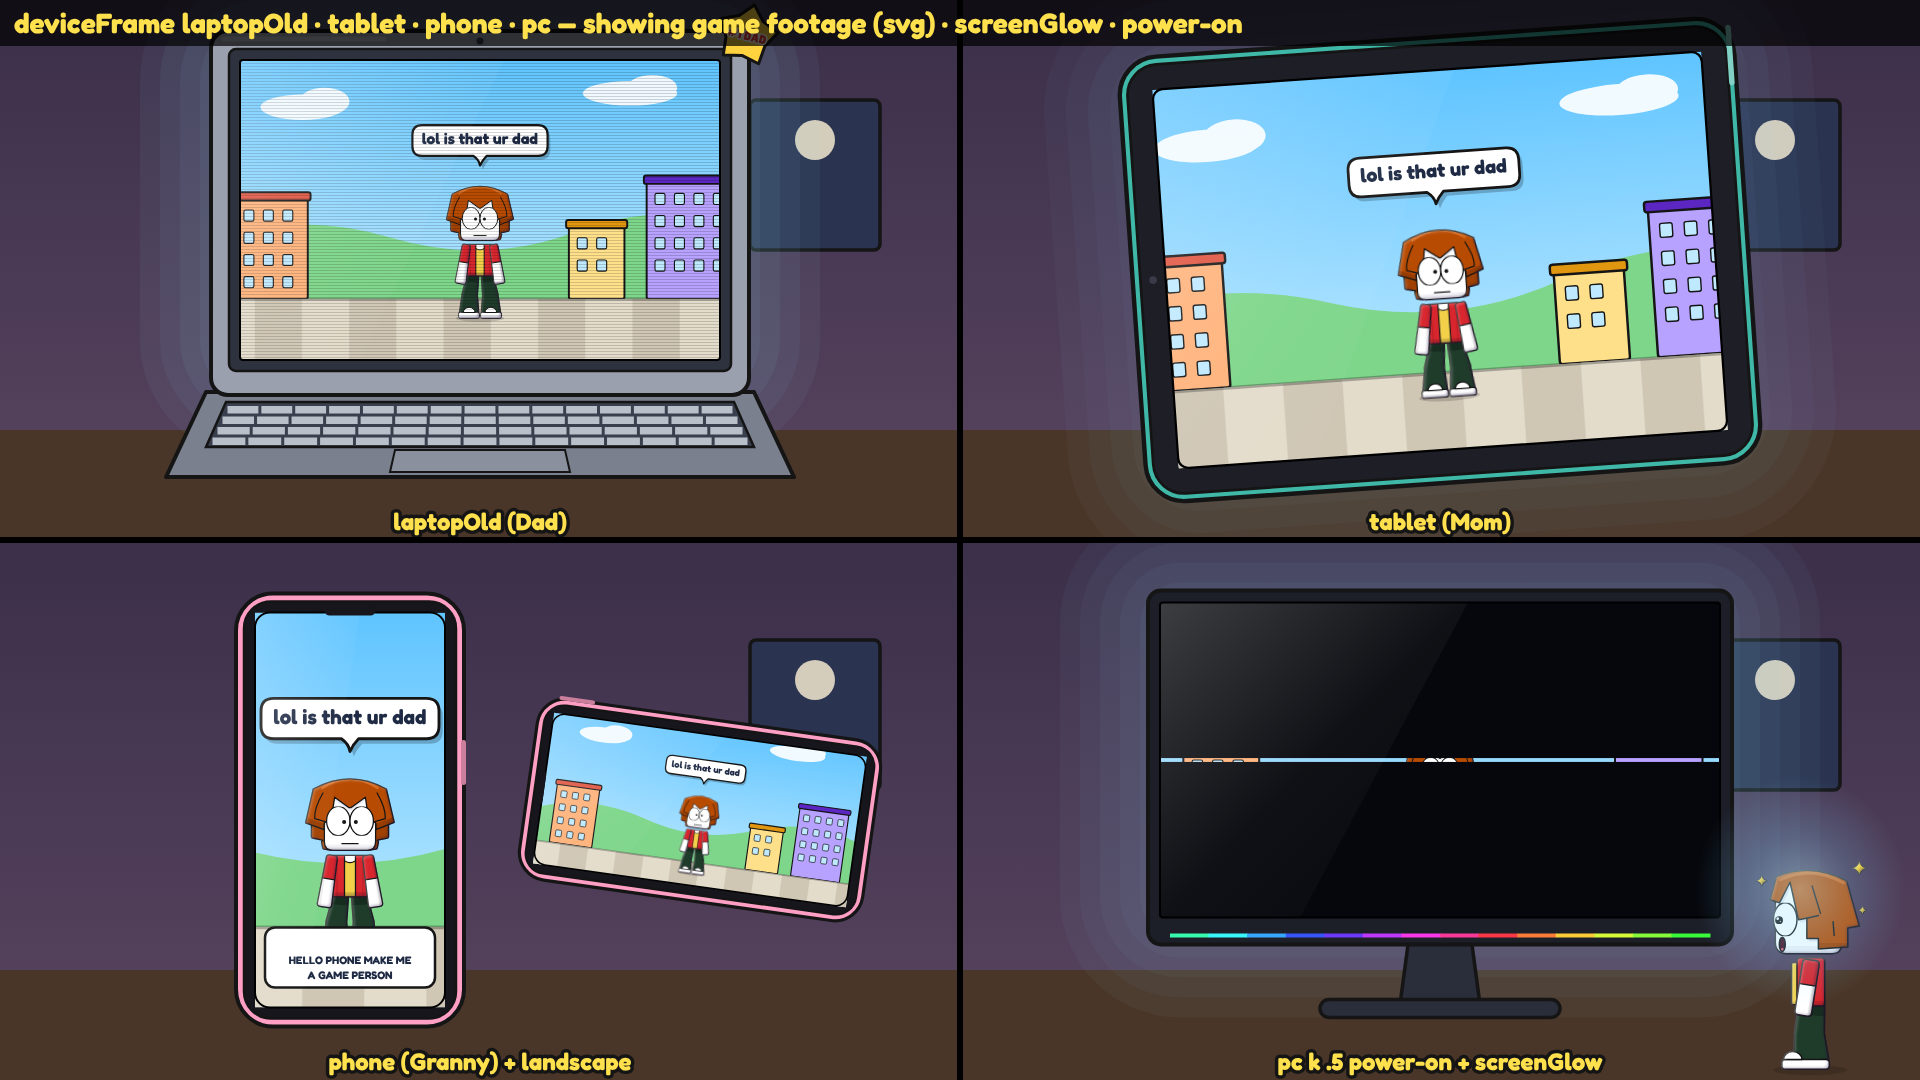 deviceFrame laptopOld · tablet · phone · pc — showing game footage (svg) · screenGlow · power-on
lol is that ur dad
laptopOld (Dad)
lol is that ur dad
tablet (Mom)
lol is that ur dad
HELLO PHONE MAKE ME
A GAME PERSON
lol is that ur dad
phone (Granny) + landscape
pc k .5 power-on + screenGlow